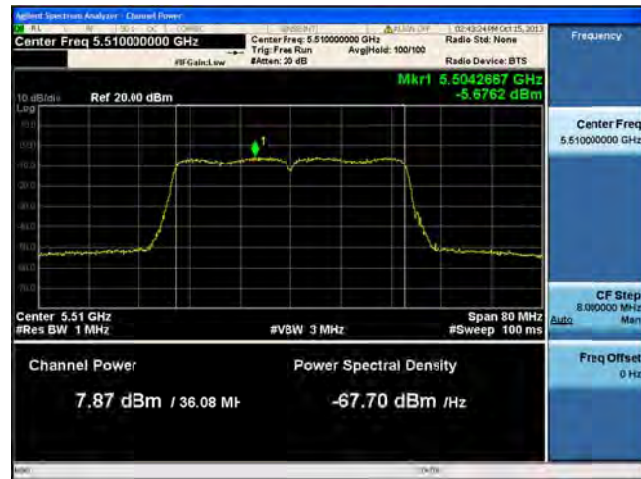 Agilent Spectrum Analyzer - Channel Power
Center Freq 5.510000000 GHz
#IFGain:Low
Center Freq: 5.510000000 GHz
Trig: Free Run Avg|Hold: 100/100
#Atten: 30 dB
02:43:24 PM Oct 15, 2013
Radio Std: None
Radio Device: BTS
Frequency
Mkr1 5.5042667 GHz
-5.6762 dBm
10 dB/div Ref 20.00 dBm
Log
1
Center Freq
5.510000000 GHz
Center 5.51 GHz
#Res BW 1 MHz
#VBW 3 MHz
Span 80 MHz
#Sweep 100 ms
CF Step
8.000000 MHz
Auto Man
Channel Power
7.87 dBm / 36.08 MH
Power Spectral Density
-67.70 dBm /Hz
Freq Offset
0 Hz